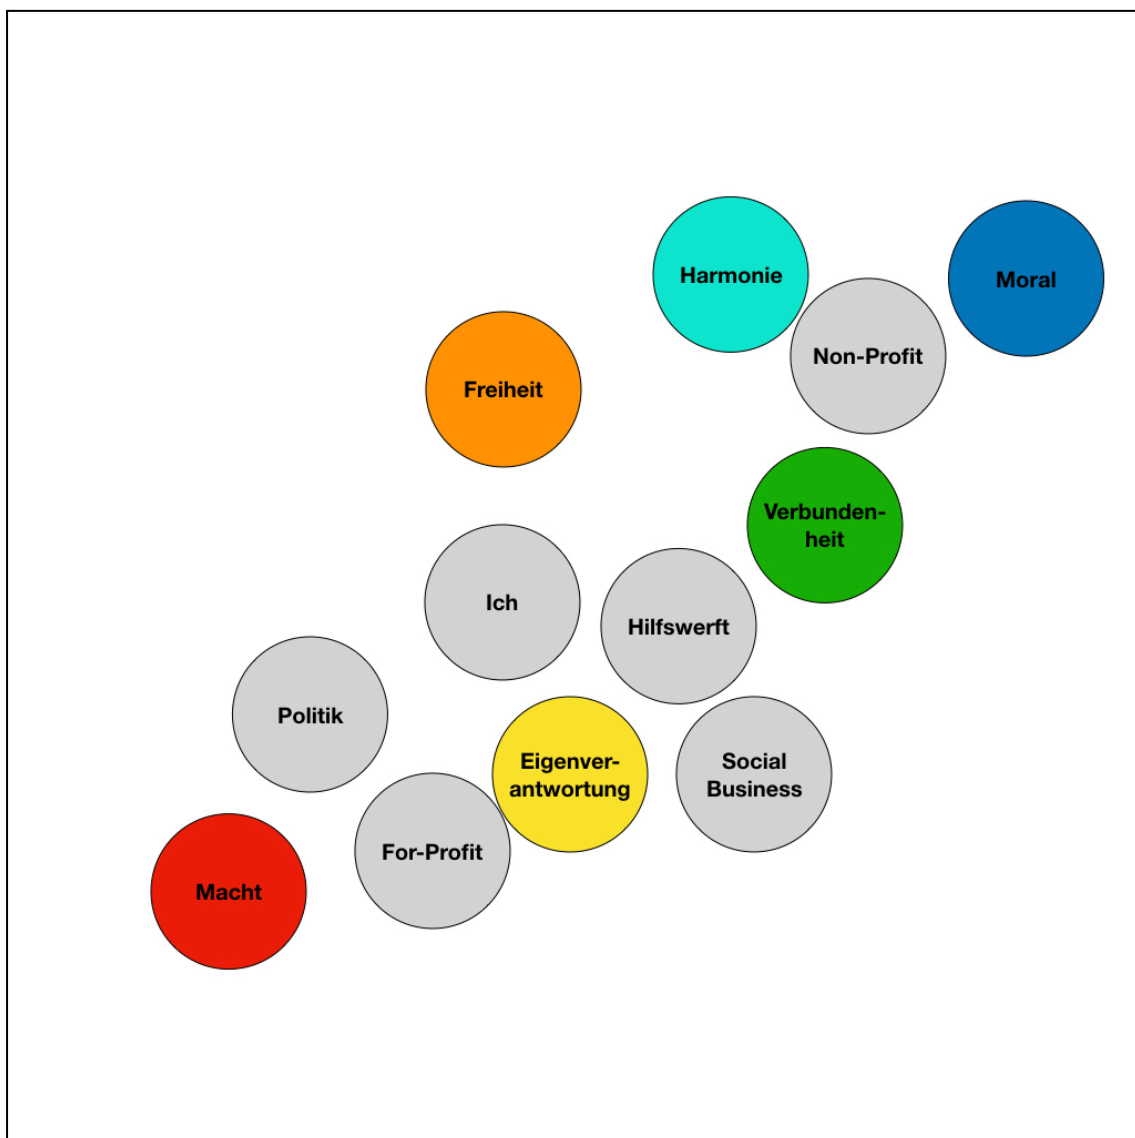 Harmonie
Moral
Non-Profit
Freiheit
Verbunden-
heit
Ich
Hilfswerft
Politik
Eigenver-
antwortung
Social
Business
For-Profit
Macht